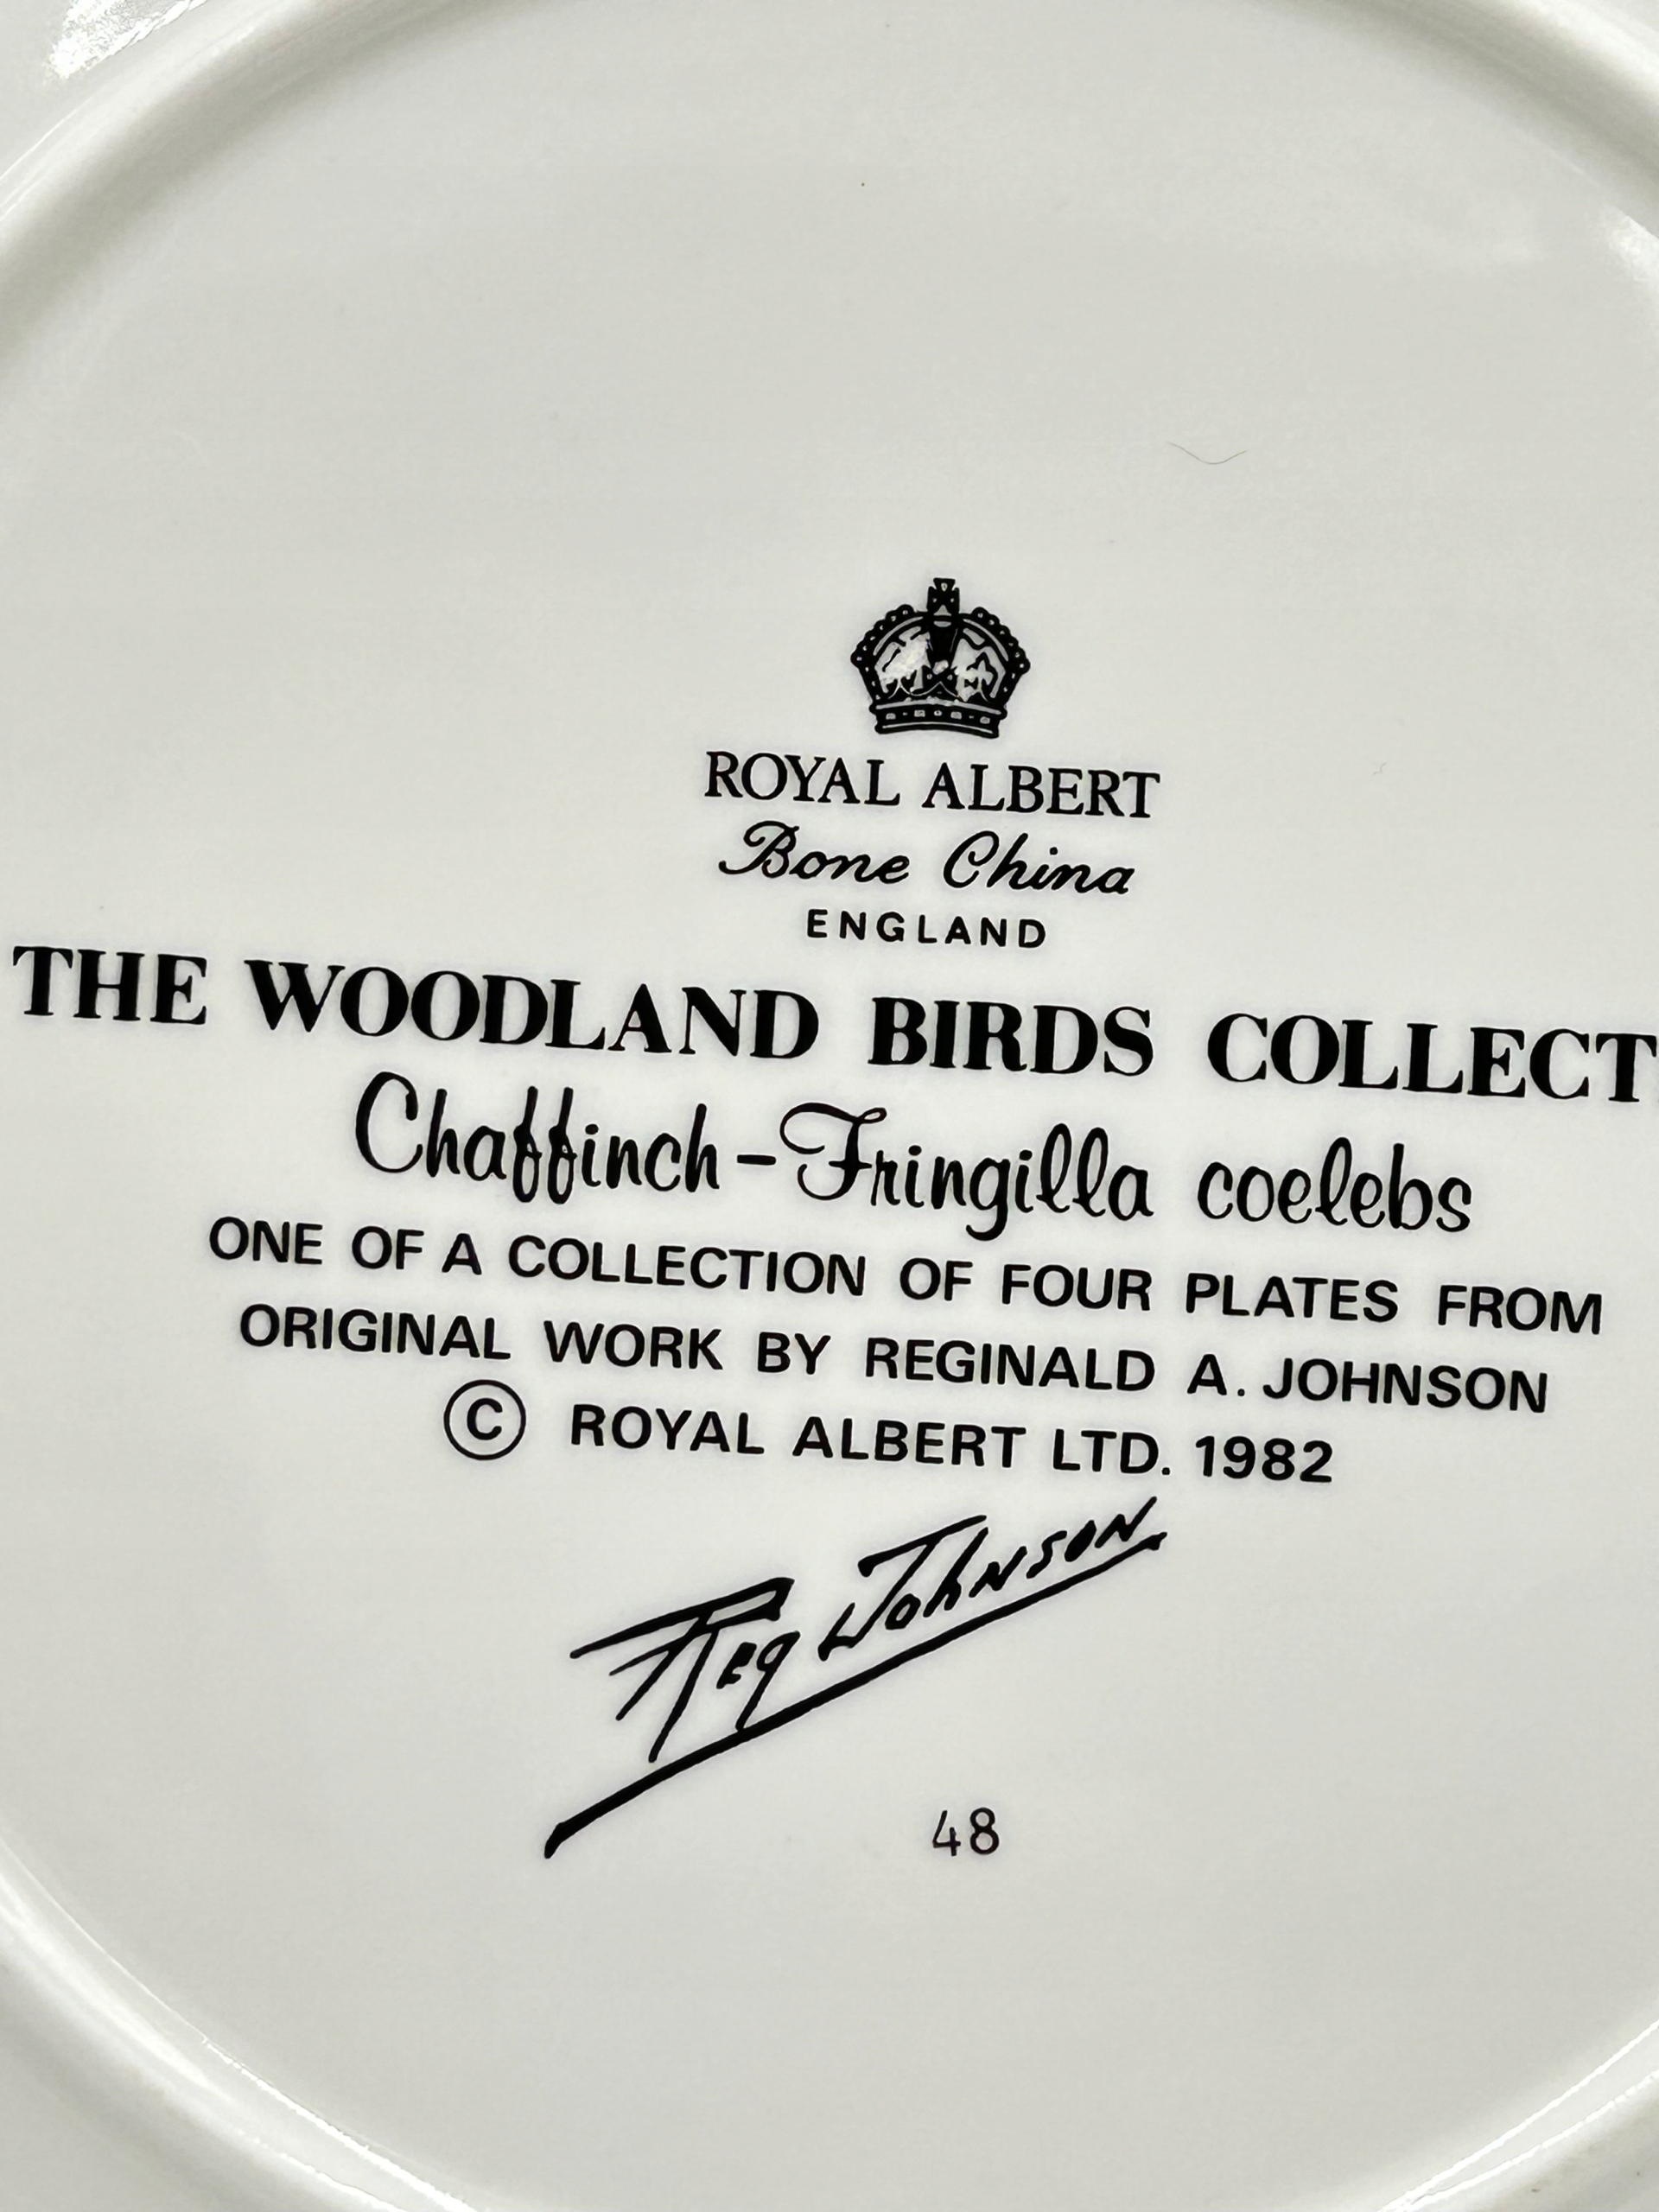 ROYAL ALBERT
Bone China
ENGLAND
THE WOODLAND BIRDS COLLECT
Chaffinch-Fringilla coelebs
ONE OF A COLLECTION OF FOUR PLATES FROM
ORIGINAL WORK BY REGINALD A. JOHNSON
© ROYAL ALBERT LTD. 1982
Reg Johnson
48